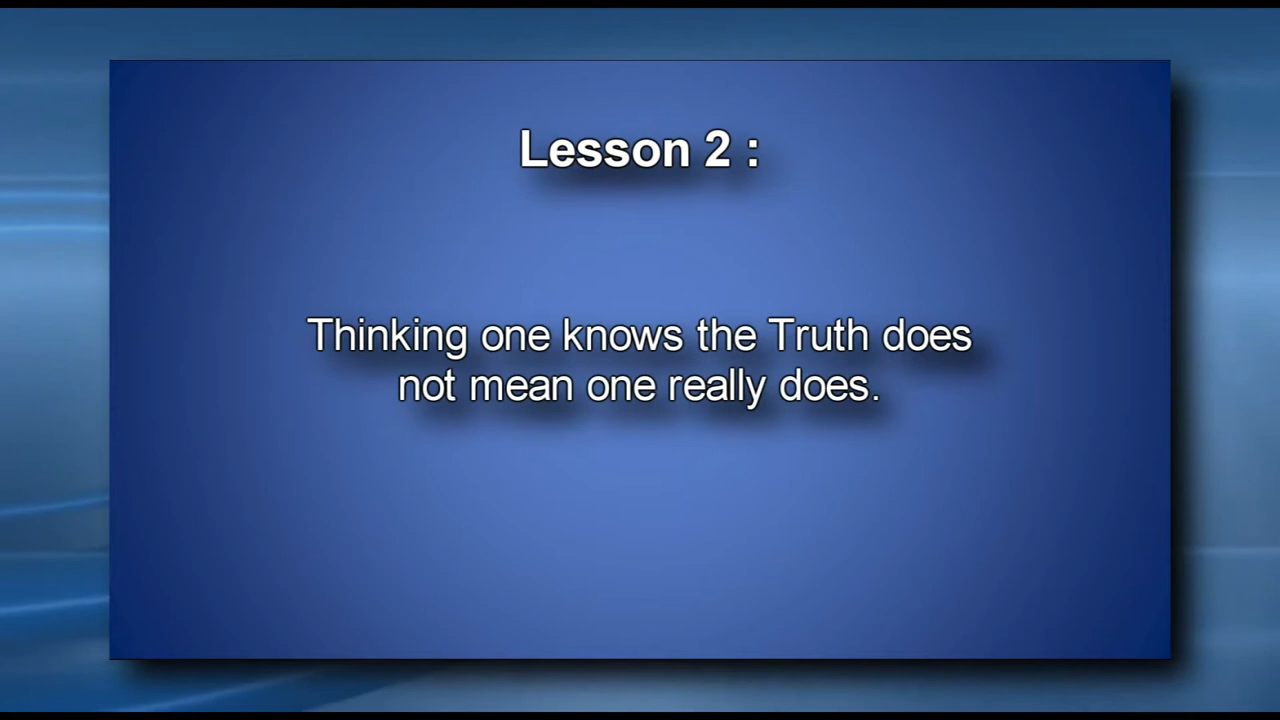 Lesson 2 :
Thinking one knows the Truth does
not mean one really does.